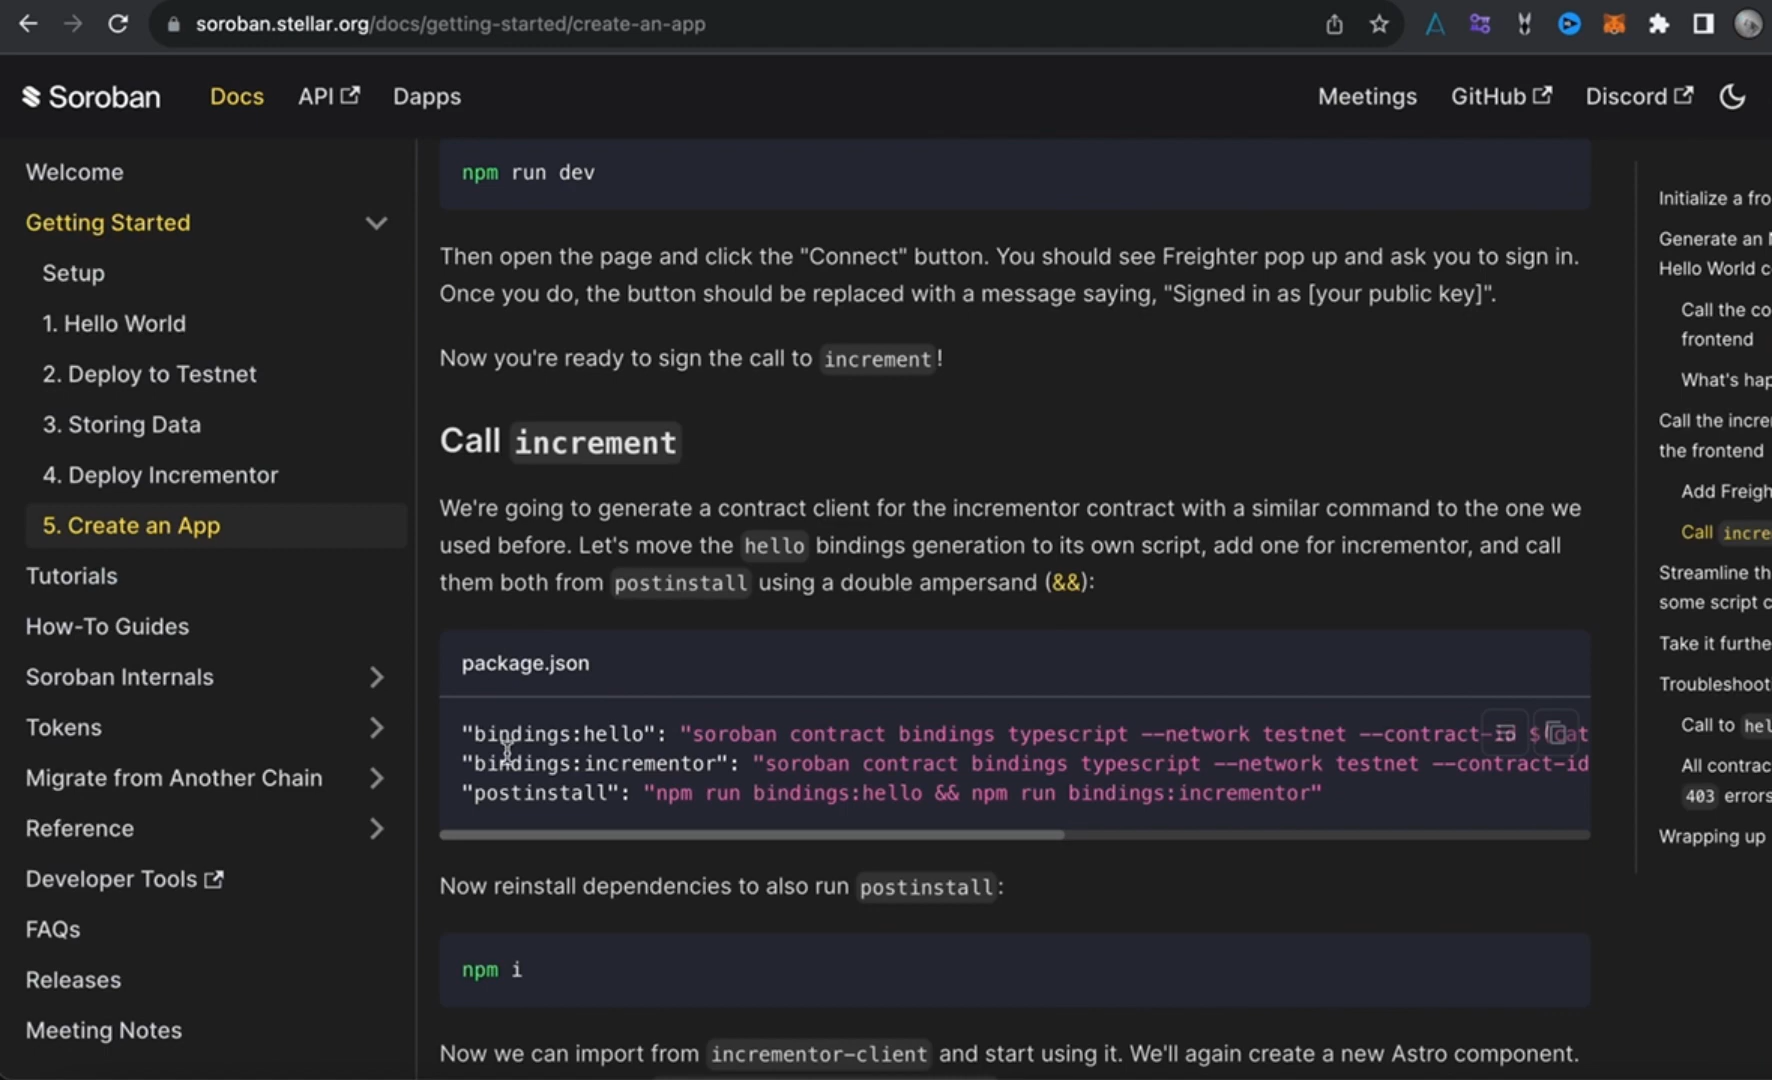 soroban.stellar.org/docs/getting-started/create-an-app
Soroban
Docs
API
Dapps
Meetings
GitHub
Discord
Welcome
Getting Started
Setup
1. Hello World
2. Deploy to Testnet
3. Storing Data
4. Deploy Incrementor
5. Create an App
Tutorials
How-To Guides
Soroban Internals
Tokens
Migrate from Another Chain
Reference
Developer Tools
FAQs
Releases
Meeting Notes
npm run dev
Then open the page and click the "Connect" button. You should see Freighter pop up and ask you to sign in.
Once you do, the button should be replaced with a message saying, "Signed in as [your public key]".
Now you're ready to sign the call to increment!
Call increment
We're going to generate a contract client for the incrementor contract with a similar command to the one we
used before. Let's move the hello bindings generation to its own script, add one for incrementor, and call
them both from postinstall using a double ampersand (&&):
package.json
"bindings:hello": "soroban contract bindings typescript --network testnet --contract-id $(cat
"bindings:incrementor": "soroban contract bindings typescript --network testnet --contract-id
"postinstall": "npm run bindings:hello && npm run bindings:incrementor"
Now reinstall dependencies to also run postinstall:
npm i
Now we can import from incrementor-client and start using it. We'll again create a new Astro component.
Initialize a fro
Generate an
Hello World c
Call the co
frontend
What's hap
Call the incre
the frontend
Add Freigh
Call incre
Streamline th
some script c
Take it furthe
Troubleshoot
Call to hel
All contrac
403 errors
Wrapping up